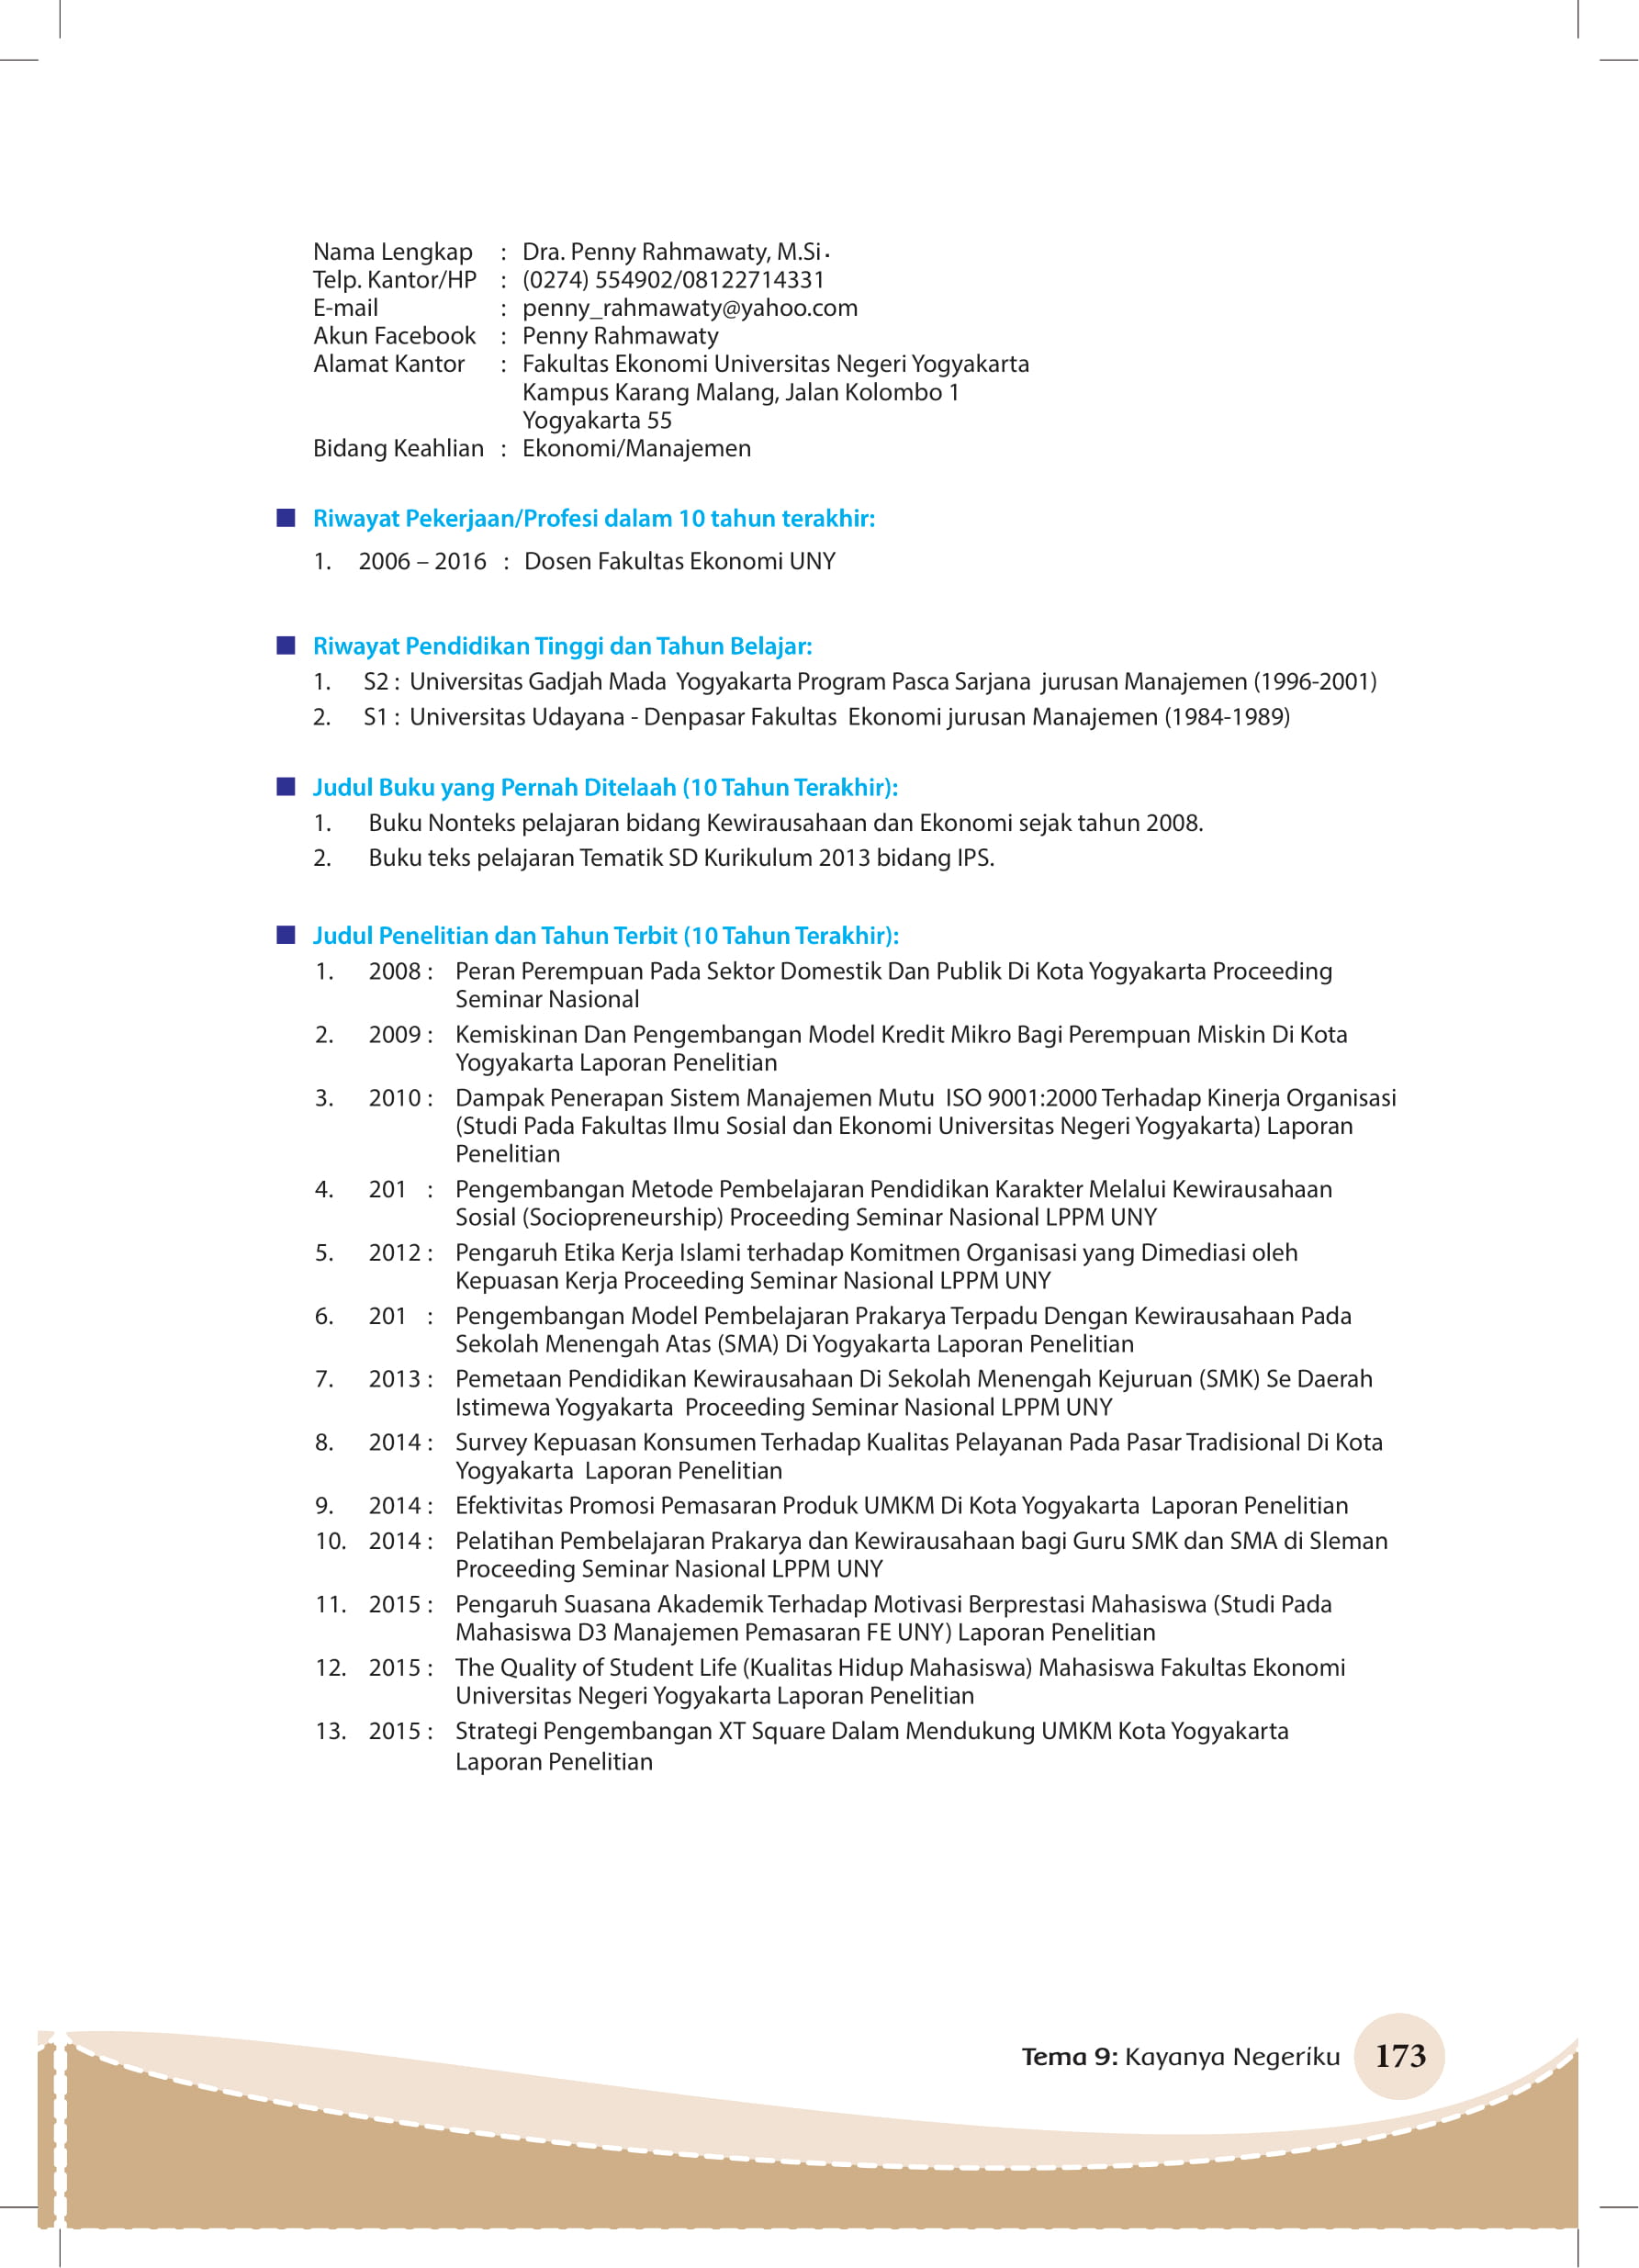 Nama Lengkap : Dra. Penny Rahmawaty, M.Si.
Telp. Kantor/HP : (0274) 554902/08122714331
E-mail : penny_rahmawaty@yahoo.com
Akun Facebook : Penny Rahmawaty
Alamat Kantor : Fakultas Ekonomi Universitas Negeri Yogyakarta
Kampus Karang Malang, Jalan Kolombo 1
Yogyakarta 55
Bidang Keahlian : Ekonomi/Manajemen
Riwayat Pekerjaan/Profesi dalam 10 tahun terakhir:
1. 2006 – 2016 : Dosen Fakultas Ekonomi UNY
Riwayat Pendidikan Tinggi dan Tahun Belajar:
1. S2 : Universitas Gadjah Mada Yogyakarta Program Pasca Sarjana jurusan Manajemen (1996-2001)
2. S1 : Universitas Udayana - Denpasar Fakultas Ekonomi jurusan Manajemen (1984-1989)
Judul Buku yang Pernah Ditelaah (10 Tahun Terakhir):
1. Buku Nonteks pelajaran bidang Kewirausahaan dan Ekonomi sejak tahun 2008.
2. Buku teks pelajaran Tematik SD Kurikulum 2013 bidang IPS.
Judul Penelitian dan Tahun Terbit (10 Tahun Terakhir):
1. 2008 : Peran Perempuan Pada Sektor Domestik Dan Publik Di Kota Yogyakarta Proceeding
Seminar Nasional
2. 2009 : Kemiskinan Dan Pengembangan Model Kredit Mikro Bagi Perempuan Miskin Di Kota
Yogyakarta Laporan Penelitian
3. 2010 : Dampak Penerapan Sistem Manajemen Mutu ISO 9001:2000 Terhadap Kinerja Organisasi
(Studi Pada Fakultas Ilmu Sosial dan Ekonomi Universitas Negeri Yogyakarta) Laporan
Penelitian
4. 201 : Pengembangan Metode Pembelajaran Pendidikan Karakter Melalui Kewirausahaan
Sosial (Sociopreneurship) Proceeding Seminar Nasional LPPM UNY
5. 2012 : Pengaruh Etika Kerja Islami terhadap Komitmen Organisasi yang Dimediasi oleh
Kepuasan Kerja Proceeding Seminar Nasional LPPM UNY
6. 201 : Pengembangan Model Pembelajaran Prakarya Terpadu Dengan Kewirausahaan Pada
Sekolah Menengah Atas (SMA) Di Yogyakarta Laporan Penelitian
7. 2013 : Pemetaan Pendidikan Kewirausahaan Di Sekolah Menengah Kejuruan (SMK) Se Daerah
Istimewa Yogyakarta Proceeding Seminar Nasional LPPM UNY
8. 2014 : Survey Kepuasan Konsumen Terhadap Kualitas Pelayanan Pada Pasar Tradisional Di Kota
Yogyakarta Laporan Penelitian
9. 2014 : Efektivitas Promosi Pemasaran Produk UMKM Di Kota Yogyakarta Laporan Penelitian
10. 2014 : Pelatihan Pembelajaran Prakarya dan Kewirausahaan bagi Guru SMK dan SMA di Sleman
Proceeding Seminar Nasional LPPM UNY
11. 2015 : Pengaruh Suasana Akademik Terhadap Motivasi Berprestasi Mahasiswa (Studi Pada
Mahasiswa D3 Manajemen Pemasaran FE UNY) Laporan Penelitian
12. 2015 : The Quality of Student Life (Kualitas Hidup Mahasiswa) Mahasiswa Fakultas Ekonomi
Universitas Negeri Yogyakarta Laporan Penelitian
13. 2015 : Strategi Pengembangan XT Square Dalam Mendukung UMKM Kota Yogyakarta
Laporan Penelitian
Tema 9: Kayanya Negeriku 173